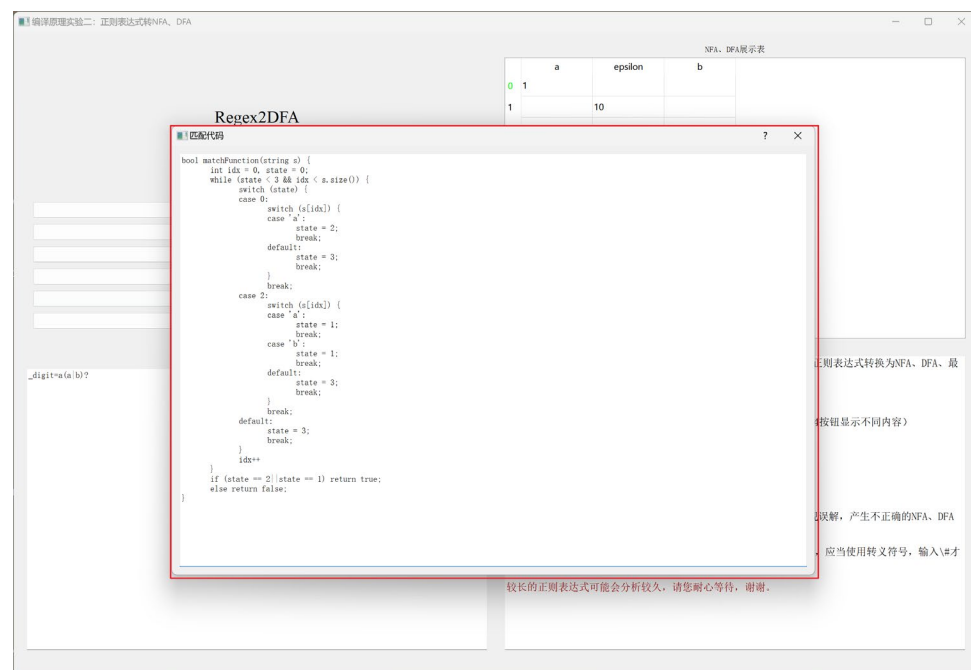 编译原理实验二: 正则表达式转NFA、DFA
NFA、DFA展示表
a epsilon b
0 1
1 10
Regex2DFA
匹配代码
bool matchFunction(string s) {
int idx = 0, state = 0;
while (state < 3 && idx < s.size()) {
switch (state) {
case 0:
switch (s[idx]) {
case 'a':
state = 2;
break;
default:
state = 3;
break;
}
break;
case 2:
switch (s[idx]) {
case 'a':
state = 1;
break;
case 'b':
state = 1;
break;
default:
state = 3;
break;
}
break;
default:
state = 3;
break;
}
idx++
}
if (state == 2||state == 1) return true;
else return false;
}
_digit=a(a|b)?
正则表达式转换为NFA、DFA、最
按钮显示不同内容）
误解，产生不正确的NFA、DFA
，应当使用转义符号，输入\#才
较长的正则表达式可能会分析较久，请您耐心等待，谢谢。